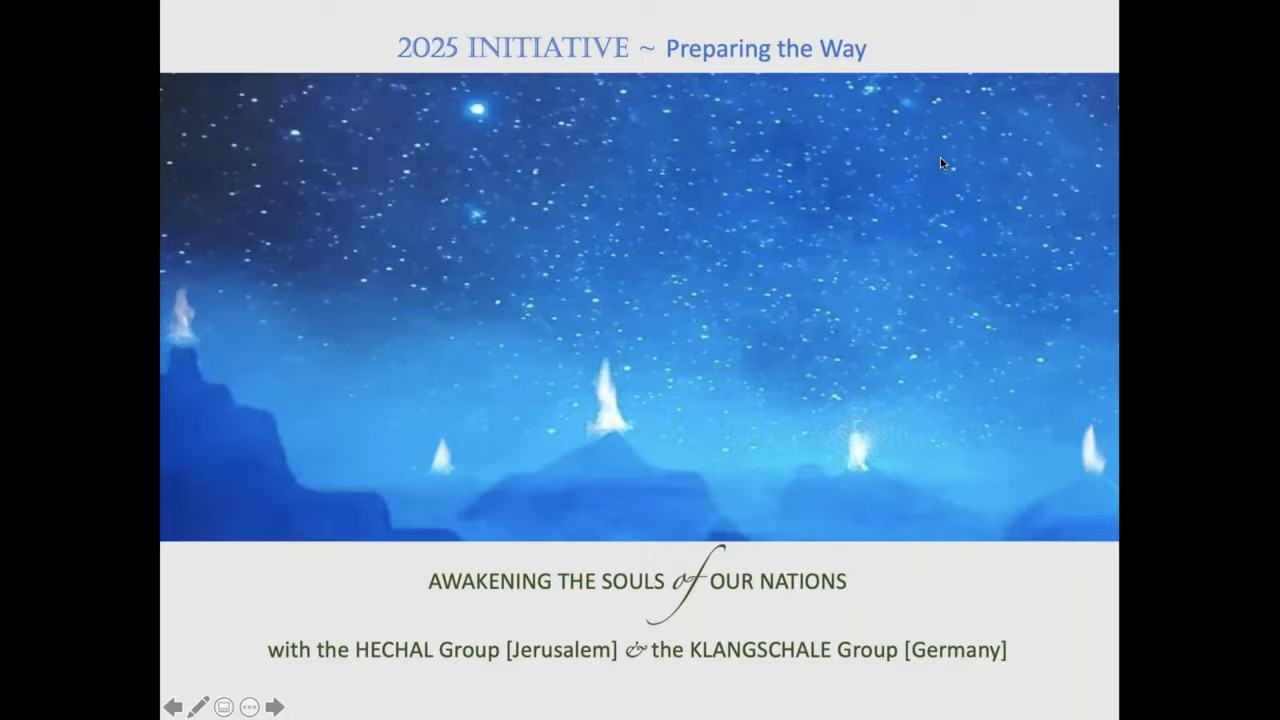 2025 INITIATIVE ~ Preparing the Way
AWAKENING THE SOULS of OUR NATIONS
with the HECHAL Group [Jerusalem] & the KLANGSCHALE Group [Germany]